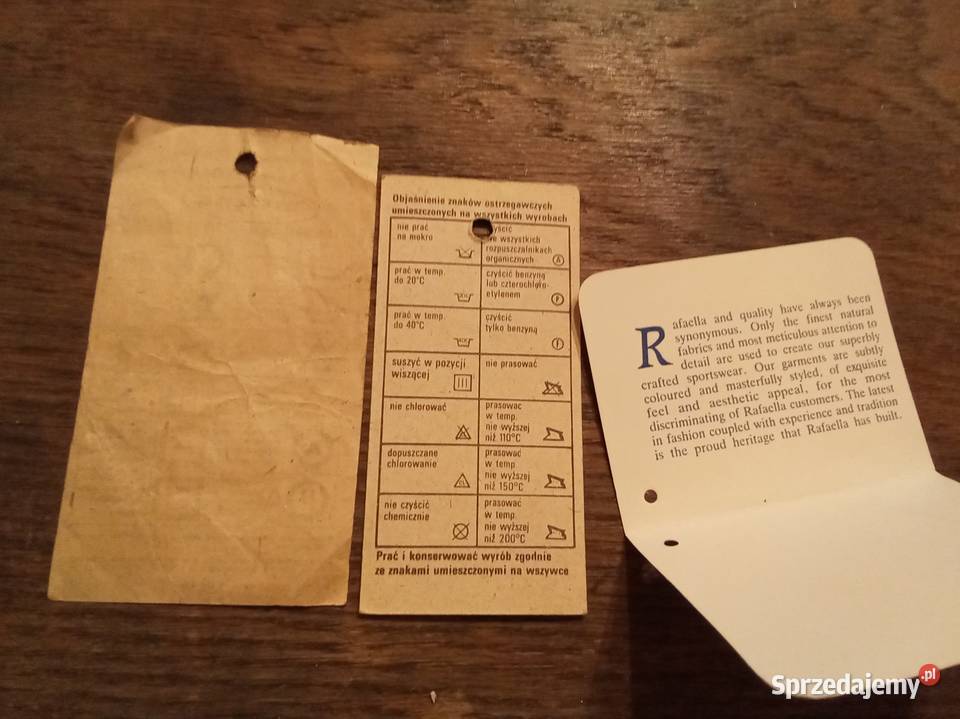 Objaśnienie znaków ostrzegawczych
umieszczonych na wszystkich wyrobach
nie prać
na mokro
czyścić
we wszystkich
rozpuszczalnikach
organicznych
A
prać w temp.
do 20°C
czyścić benzyną
lub czterochloro-
etylenem
P
prać w temp.
do 40°C
czyścić
tylko benzyną
F
suszyć w pozycji
wiszącej
nie prasować
nie chlorować
prasować
w temp.
nie wyższej
niż 110°C
dopuszczane
chlorowanie
prasować
w temp.
nie wyższej
niż 150°C
nie czyścić
chemicznie
prasować
w temp.
nie wyższej
niż 200°C
Prać i konserwować wyrób zgodnie
ze znakami umieszczonymi na wszywce
Rafaella and quality have always been
synonymous. Only the finest natural
fabrics and most meticulous attention to
detail are used to create our superbly
crafted sportswear. Our garments are subtly
coloured and masterfully styled, of exquisite
feel and aesthetic appeal, for the most
discriminating of Rafaella customers. The latest
in fashion coupled with experience and tradition
is the proud heritage that Rafaella has built.
Sprzedajemy.pl